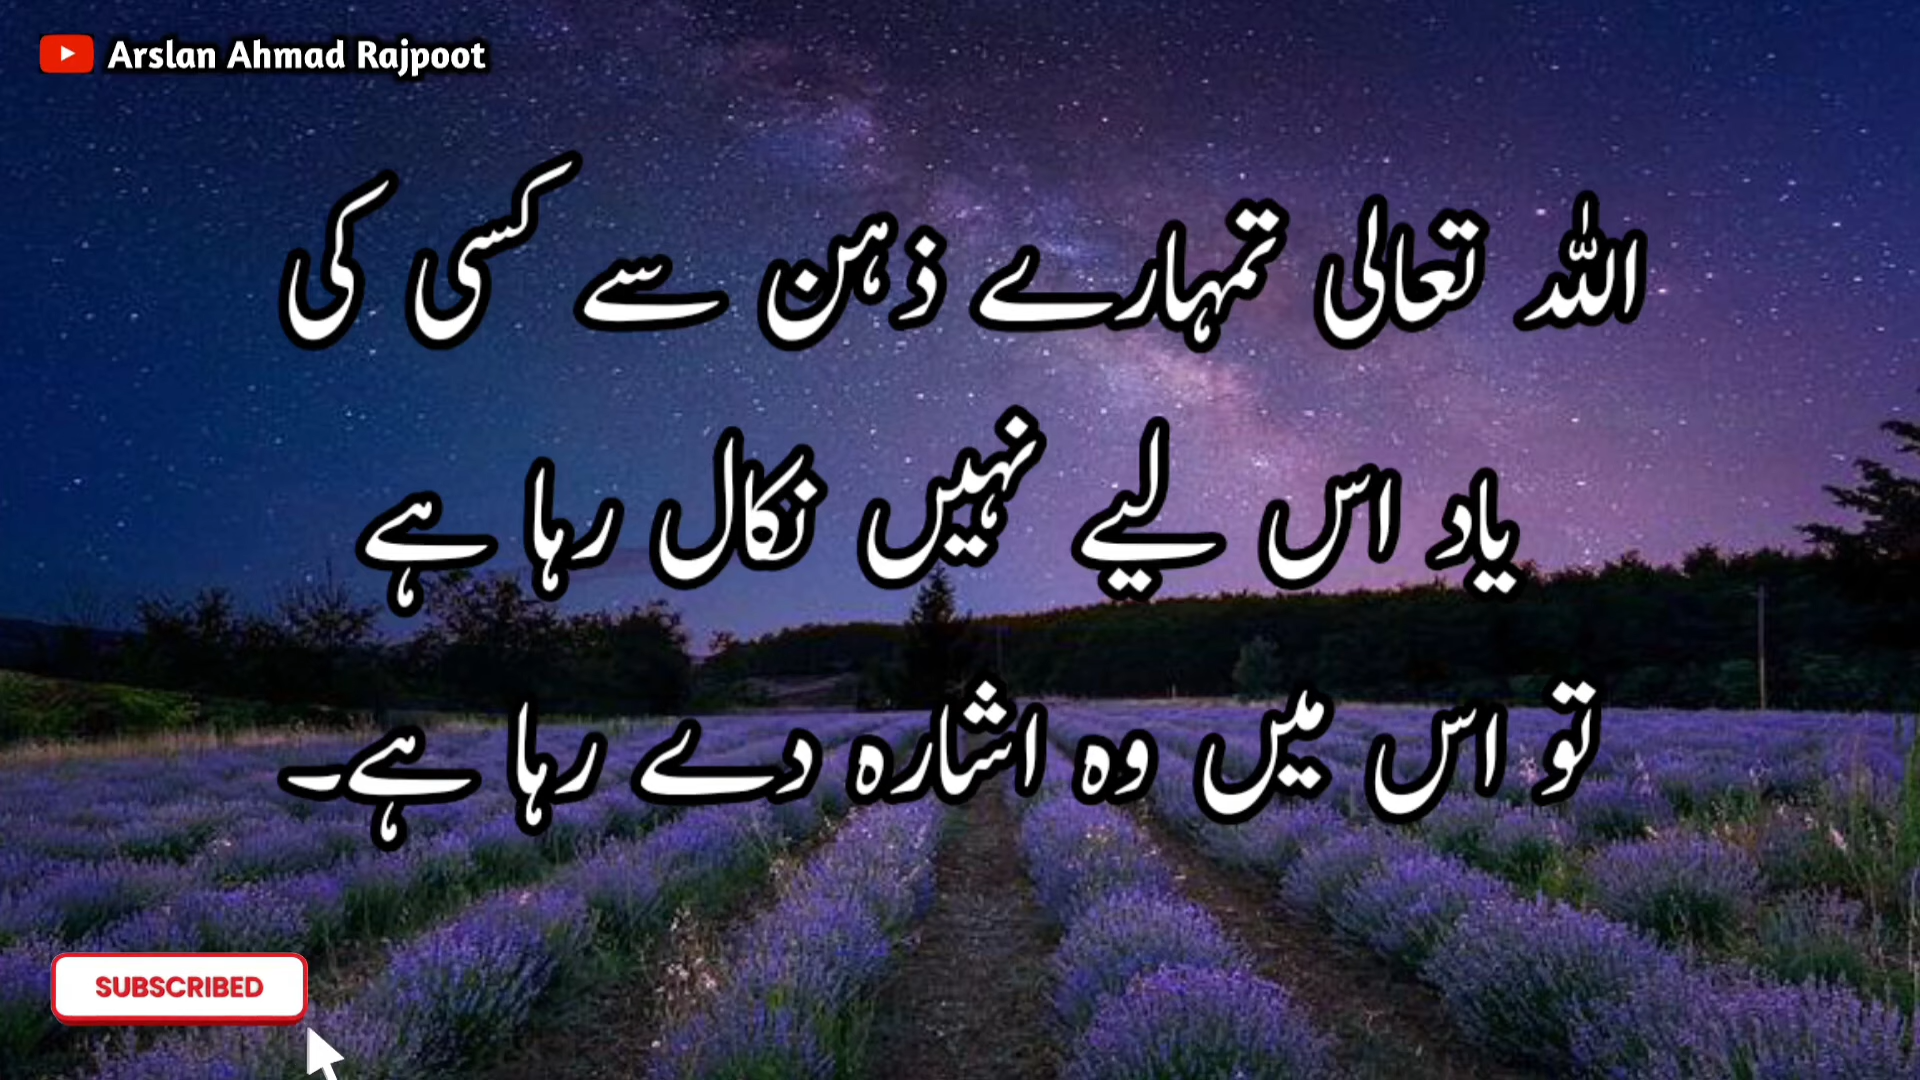 Arslan Ahmad Rajpoot
اللہ تعالی تمہارے ذہن سے کسی کی
یاد اس لیے نہیں نکال رہا ہے
تو اس میں وہ اشارہ دے رہا ہے۔
SUBSCRIBED